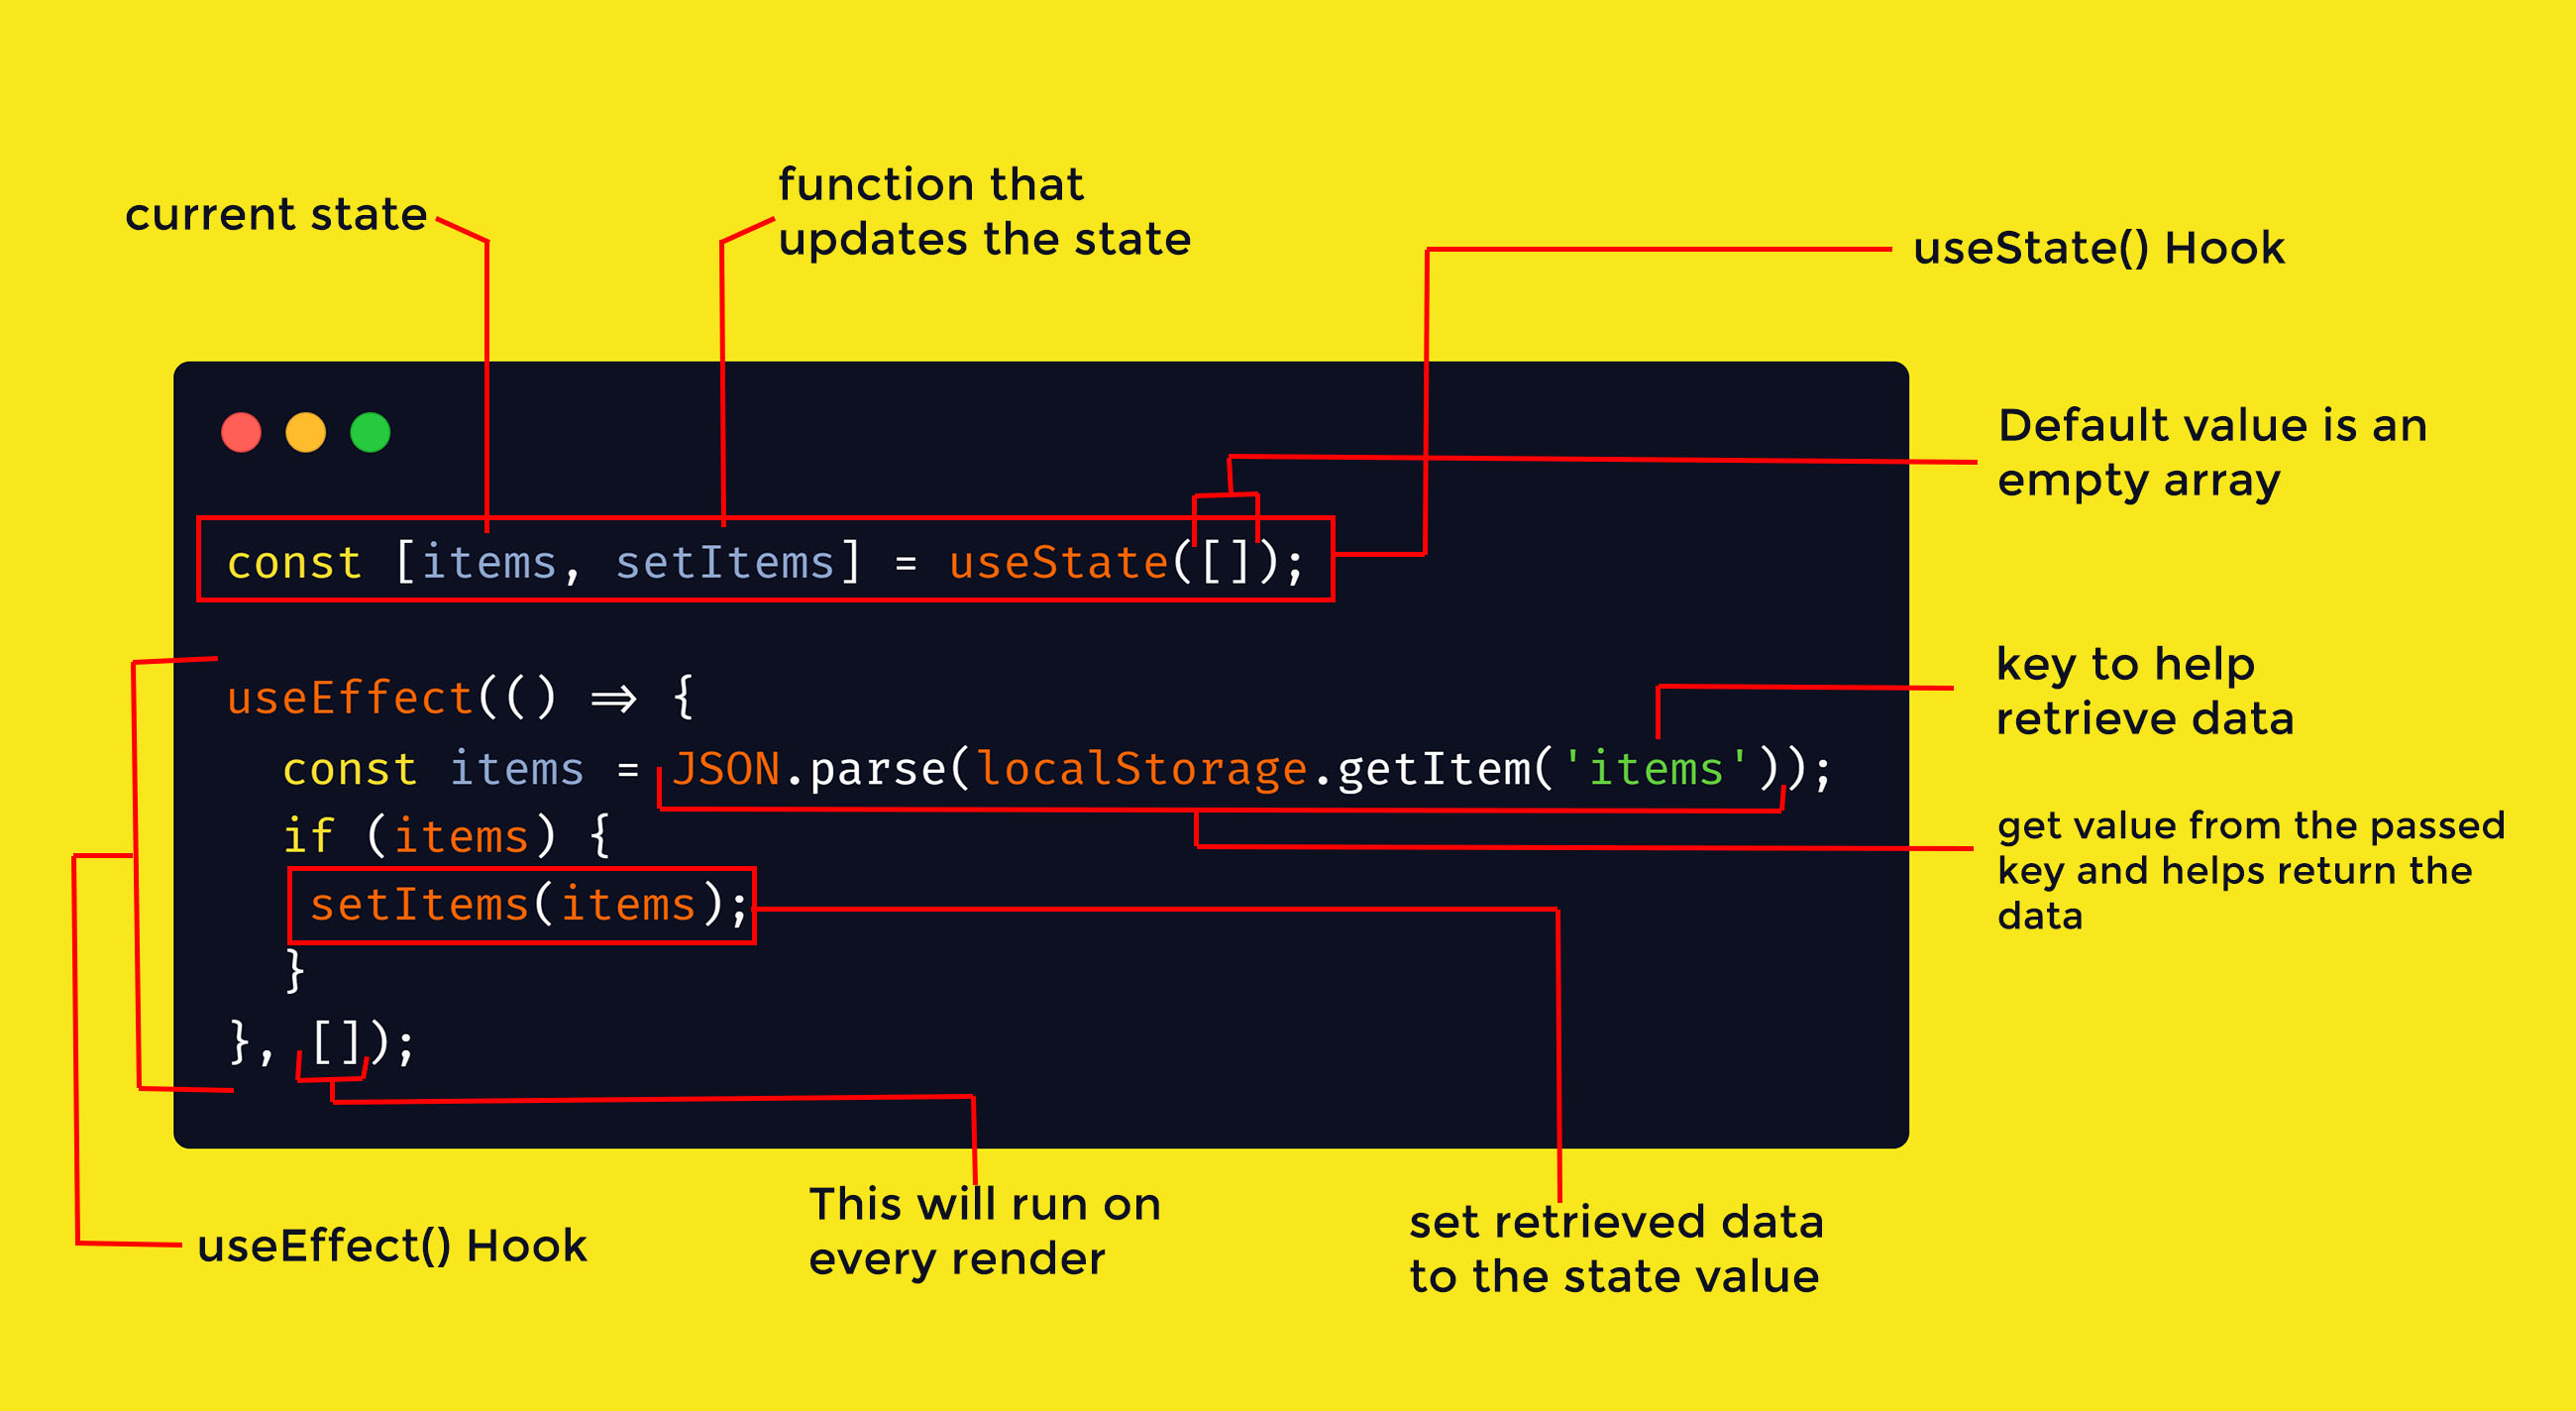 current state
function that
updates the state
useState() Hook
Default value is an
empty array
const [items, setItems] = useState([]);
key to help
retrieve data
useEffect(() => {
const items = JSON.parse(localStorage.getItem('items'));
if (items) {
get value from the passed
key and helps return the
data
setItems(items);
}
}, []);
useEffect() Hook
This will run on
every render
set retrieved data
to the state value